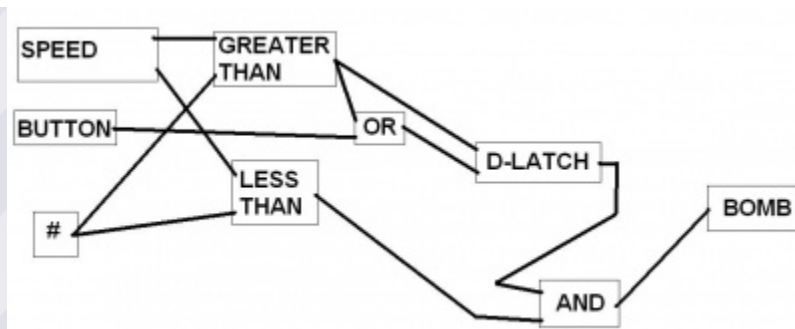 SPEED
GREATER
THAN
BUTTON
OR
D-LATCH
LESS
THAN
#
BOMB
AND